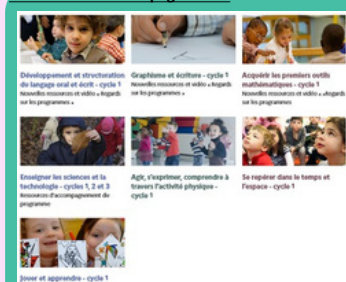 Développement et structuration
du langage oral et écrit - cycle 1
Nouvelles ressources et vidéo « Regards
sur les programmes »
Graphisme et écriture - cycle 1
Nouvelles ressources et vidéo « Regards
sur les programmes »
Acquérir les premiers outils
mathématiques - cycle 1
Nouvelles ressources et vidéo « Regards
sur les programmes »
Enseigner les sciences et la
technologie - cycles 1, 2 et 3
Ressources d'accompagnement du
programme
Agir, s'exprimer, comprendre à
travers l'activité physique -
cycle 1
Se repérer dans le temps et
l'espace - cycle 1
Jouer et apprendre - cycle 1